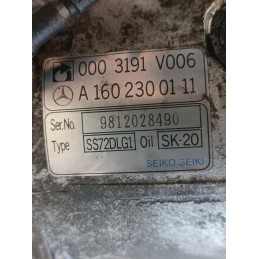 000 3191 V006
A 160 230 01 11
Ser.No. 9812028490
Type SS72DLG1 Oil SK-20
SEIKO SEIKI